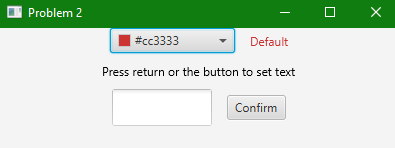 Problem 2
#cc3333 Default
Press return or the button to set text
Confirm